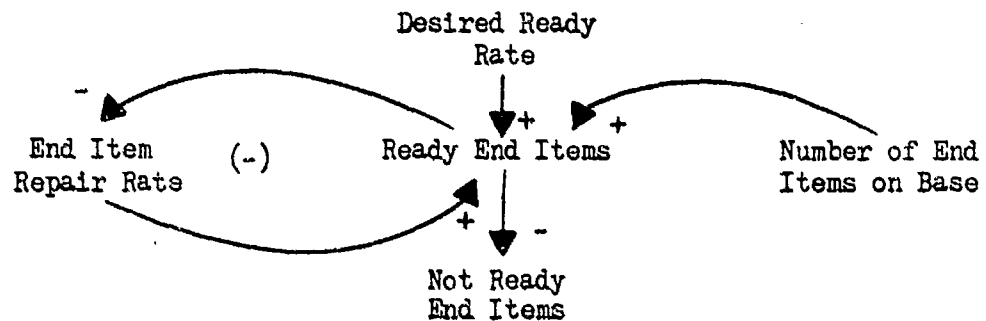 Desired Ready
Rate
-
+
+
End Item
Repair Rate
(-)
Ready End Items
Number of End
Items on Base
+
-
Not Ready
End Items